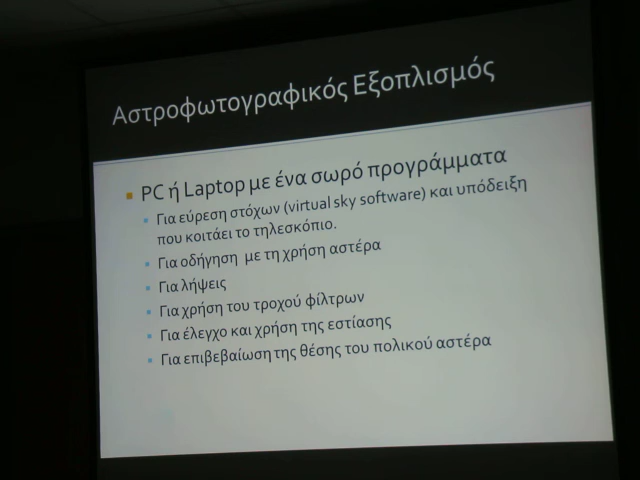 Αστροφωτογραφικός Εξοπλισμός
PC ή Laptop με ένα σωρό προγράμματα
Για εύρεση στόχων (virtual sky software) και υπόδειξη
που κοιτάει το τηλεσκόπιο.
Για οδήγηση με τη χρήση αστέρα
Για λήψεις
Για χρήση του τροχού φίλτρων
Για έλεγχο και χρήση της εστίασης
Για επιβεβαίωση της θέσης του πολικού αστέρα